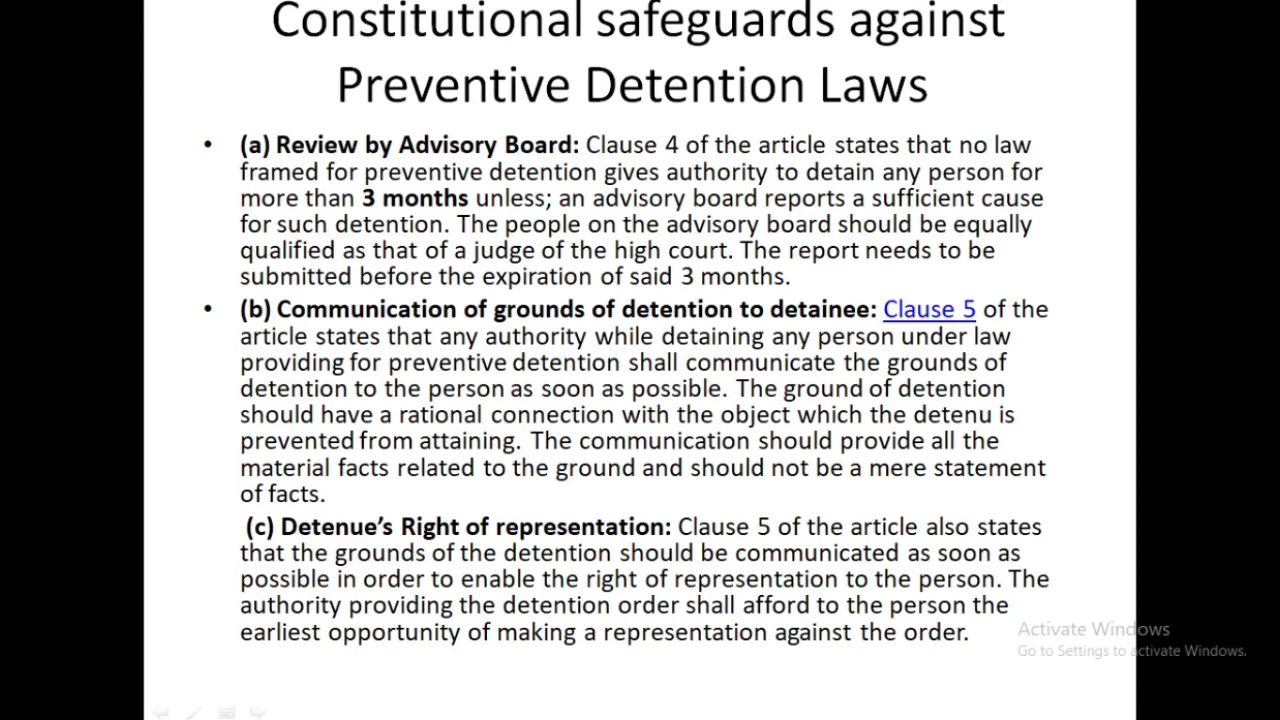 Constitutional safeguards against
Preventive Detention Laws
• (a) Review by Advisory Board: Clause 4 of the article states that no law
framed for preventive detention gives authority to detain any person for
more than 3 months unless; an advisory board reports a sufficient cause
for such detention. The people on the advisory board should be equally
qualified as that of a judge of the high court. The report needs to be
submitted before the expiration of said 3 months.
• (b) Communication of grounds of detention to detainee: Clause 5 of the
article states that any authority while detaining any person under law
providing for preventive detention shall communicate the grounds of
detention to the person as soon as possible. The ground of detention
should have a rational connection with the object which the detenu is
prevented from attaining. The communication should provide all the
material facts related to the ground and should not be a mere statement
of facts.
(c) Detenue’s Right of representation: Clause 5 of the article also states
that the grounds of the detention should be communicated as soon as
possible in order to enable the right of representation to the person. The
authority providing the detention order shall afford to the person the
earliest opportunity of making a representation against the order.
Activate Windows
Go to Settings to activate Windows.